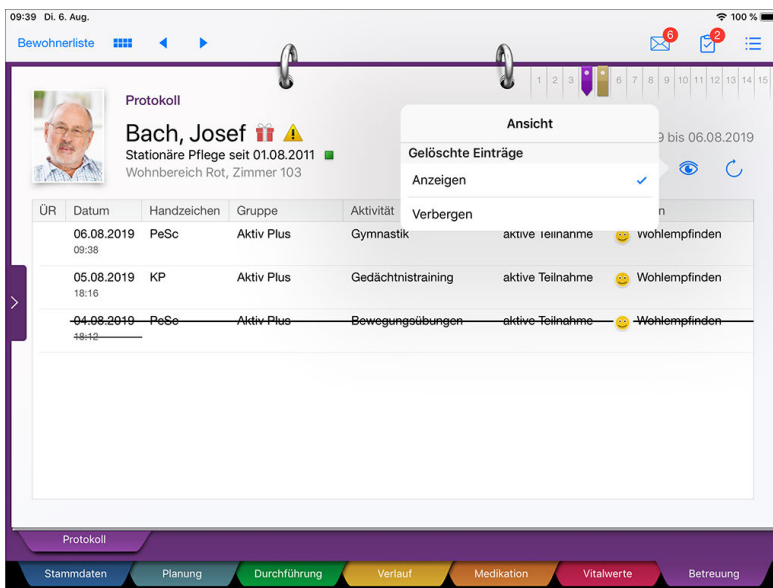 09:39 Di. 6 Aug.
100 %
Bewohnerliste
6
2
1 2 3 6 7 8 9 10 11 12 13 14 15
Protokoll
Bach, Josef
Stationäre Pflege seit 01.08.2011
Wohnbereich Rot, Zimmer 103
bis 06.08.2019
Ansicht
Gelöschte Einträge
Anzeigen
Verbergen
ÜR Datum Handzeichen Gruppe Aktivität
06.08.2019 PeSc Aktiv Plus Gymnastik aktive Teilnahme Wohlempfinden
09:38
05.08.2019 KP Aktiv Plus Gedächtnistraining aktive Teilnahme Wohlempfinden
18:16
04.08.2019 PeSc Aktiv Plus Bewegungsübungen aktive Teilnahme Wohlempfinden
18:12
Protokoll
Stammdaten Planung Durchführung Verlauf Medikation Vitalwerte Betreuung